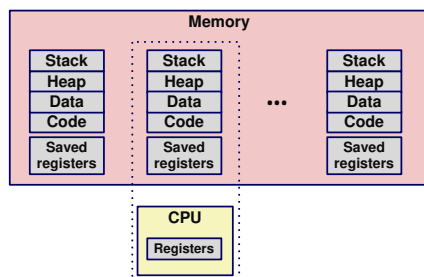 Memory
Stack
Heap
Data
Code
Saved
registers
Stack
Heap
Data
Code
Saved
registers
...
Stack
Heap
Data
Code
Saved
registers
CPU
Registers